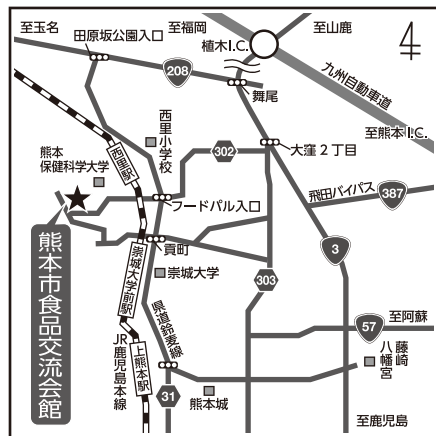 至玉名
田原坂公園入口
至福岡
植木I.C.
至山鹿
4
208
九州自動車道
舞尾
至熊本I.C.
西里小学校
西里駅
熊本
保健科学大学
302
大窪2丁目
飛田バイパス
387
フードパル入口
熊本市食品交流会館
貢町
崇城大学
崇城大学前駅
3
303
県道鈴麦線
57
至阿蘇
藤崎
八幡宮
上熊本駅
JR鹿児島本線
31
熊本城
至鹿児島